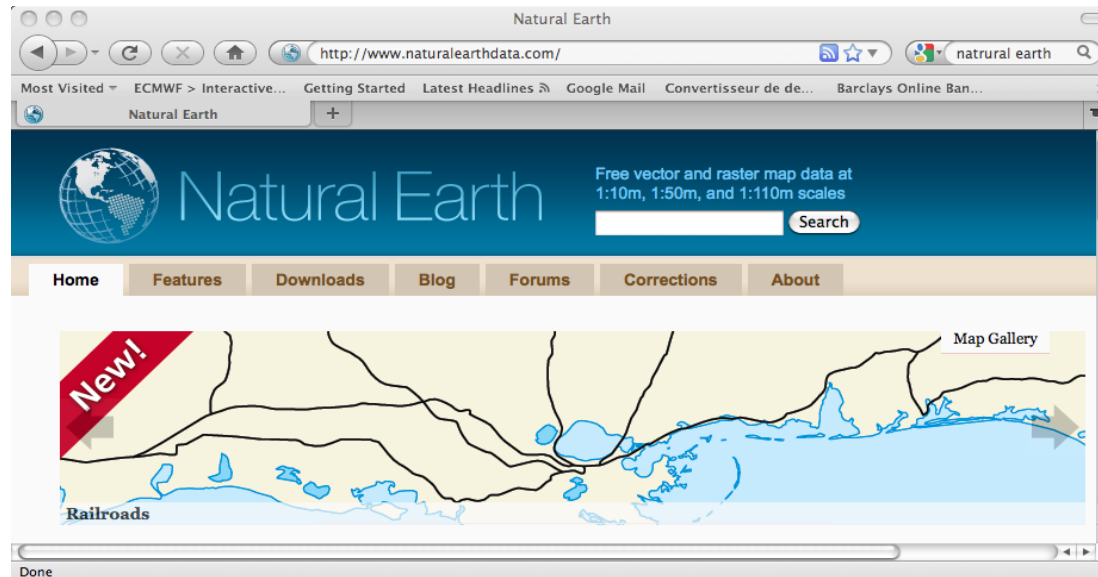 Natural Earth
http://www.naturalearthdata.com/
natrural earth
Most Visited ECMWF > Interactive... Getting Started Latest Headlines Google Mail Convertisseur de de... Barclays Online Ban...
Natural Earth +
Natural Earth
Free vector and raster map data at
1:10m, 1:50m, and 1:110m scales
Search
Home Features Downloads Blog Forums Corrections About
New!
Map Gallery
Railroads
Done